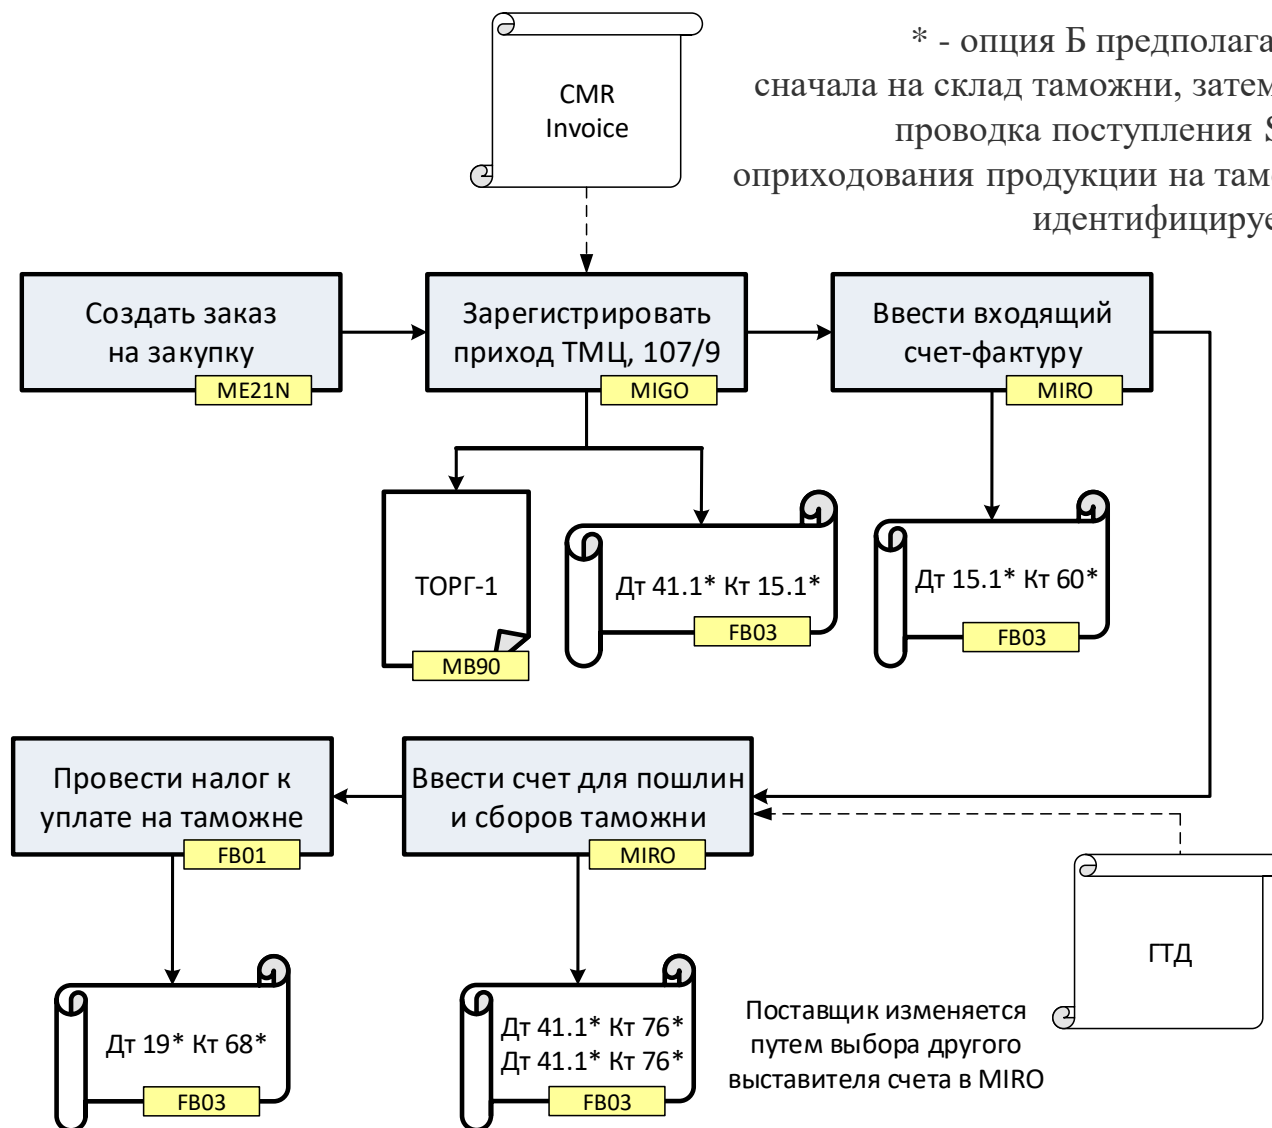 CMR
Invoice
* - опция Б предполага
сначала на склад таможни, затем
проводка поступления
оприходования продукции на там
идентифицируе
Создать заказ
на закупку
ME21N
Зарегистрировать
приход ТМЦ, 107/9
MIGO
Ввести входящий
счет-фактуру
MIRO
ТОРГ-1
MB90
Дт 41.1* Кт 15.1*
FB03
Дт 15.1* Кт 60*
FB03
Провести налог к
уплате на таможне
FB01
Ввести счет для пошлин
и сборов таможни
MIRO
ГТД
Дт 19* Кт 68*
FB03
Дт 41.1* Кт 76*
Дт 41.1* Кт 76*
FB03
Поставщик изменяется
путем выбора другого
выставителя счета в MIRO